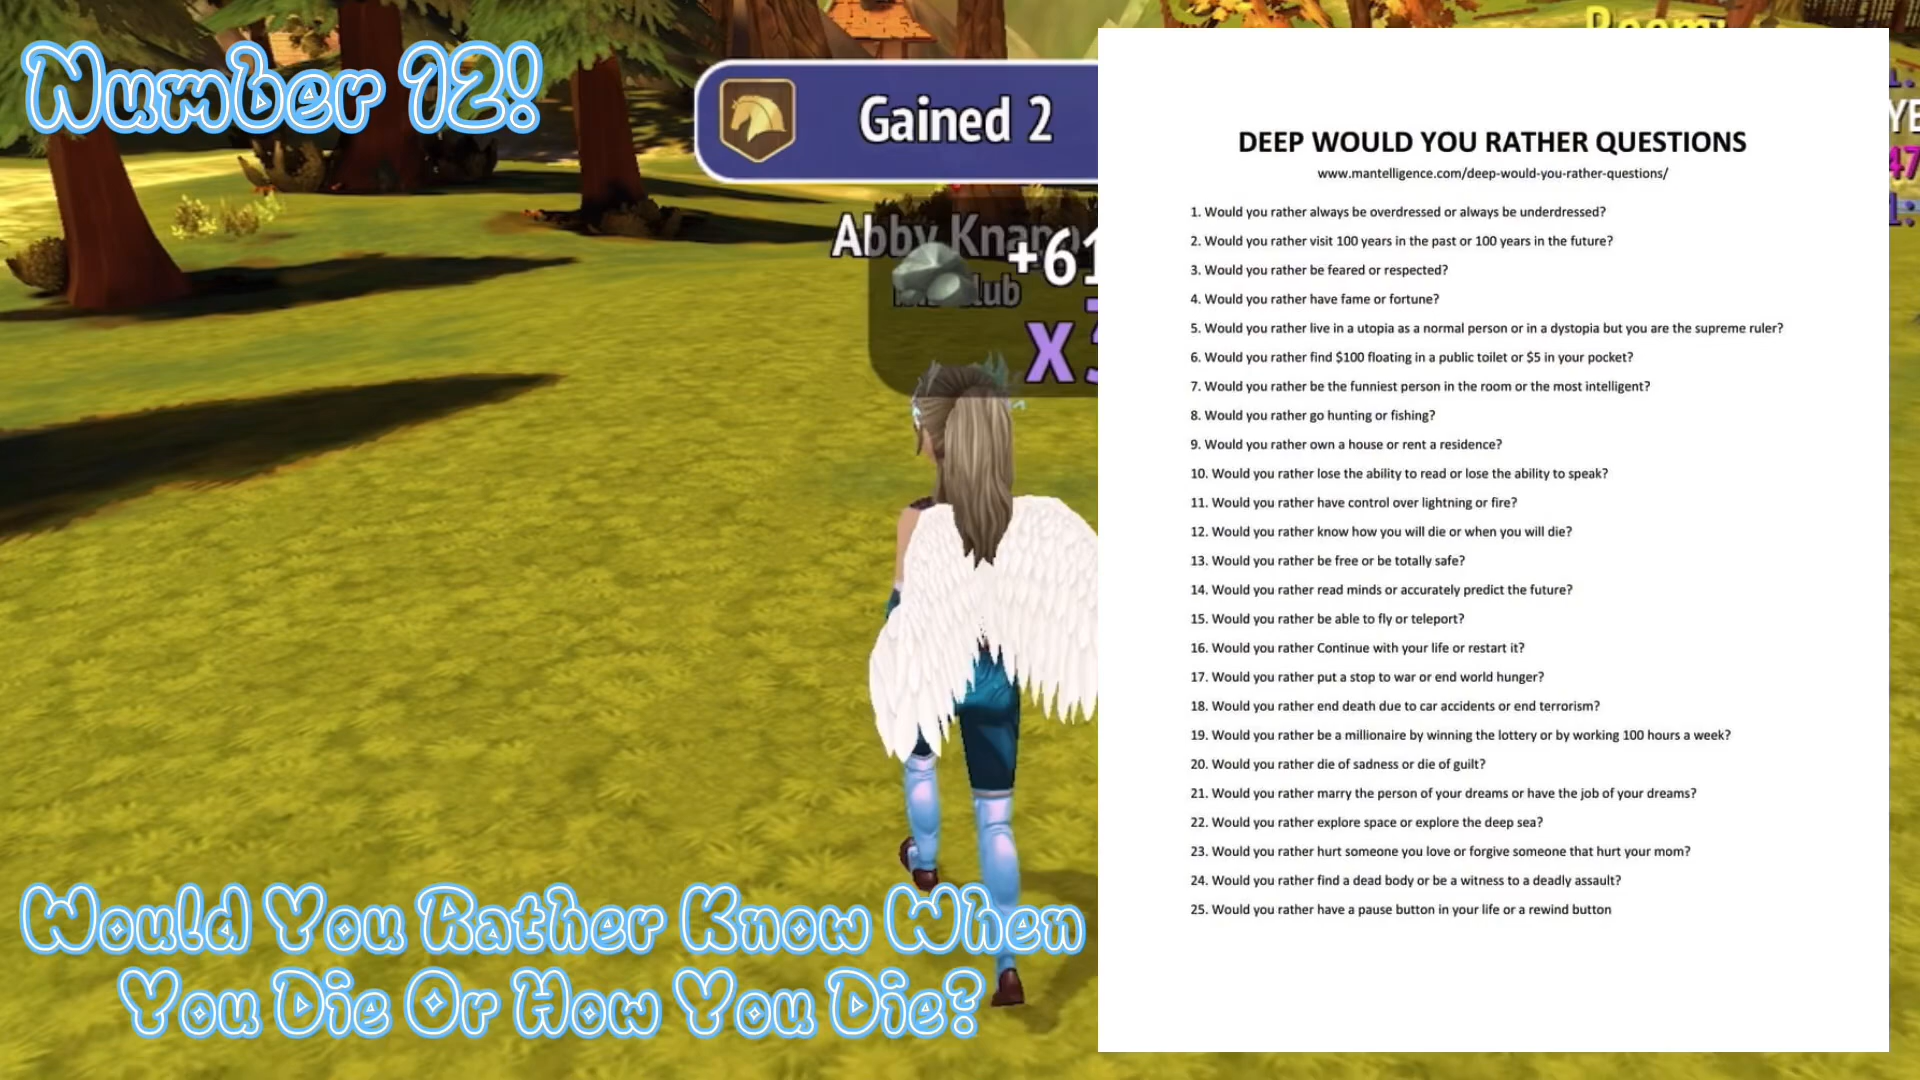 Number 12!
Gained 2
Abby
+61
X
DEEP WOULD YOU RATHER QUESTIONS
www.mantelligence.com/deep-would-you-rather-questions/
1. Would you rather always be overdressed or always be underdressed?
2. Would you rather visit 100 years in the past or 100 years in the future?
3. Would you rather be feared or respected?
4. Would you rather have fame or fortune?
5. Would you rather live in a utopia as a normal person or in a dystopia but you are the supreme ruler?
6. Would you rather find $100 floating in a public toilet or $5 in your pocket?
7. Would you rather be the funniest person in the room or the most intelligent?
8. Would you rather go hunting or fishing?
9. Would you rather own a house or rent a residence?
10. Would you rather lose the ability to read or lose the ability to speak?
11. Would you rather have control over lightning or fire?
12. Would you rather know how you will die or when you will die?
13. Would you rather be free or be totally safe?
14. Would you rather read minds or accurately predict the future?
15. Would you rather be able to fly or teleport?
16. Would you rather Continue with your life or restart it?
17. Would you rather put a stop to war or end world hunger?
18. Would you rather end death due to car accidents or end terrorism?
19. Would you rather be a millionaire by winning the lottery or by working 100 hours a week?
20. Would you rather die of sadness or die of guilt?
21. Would you rather marry the person of your dreams or have the job of your dreams?
22. Would you rather explore space or explore the deep sea?
23. Would you rather hurt someone you love or forgive someone that hurt your mom?
24. Would you rather find a dead body or be a witness to a deadly assault?
25. Would you rather have a pause button in your life or a rewind button
YE
47
1:
Would You Rather Know When
You Die Or How You Die?